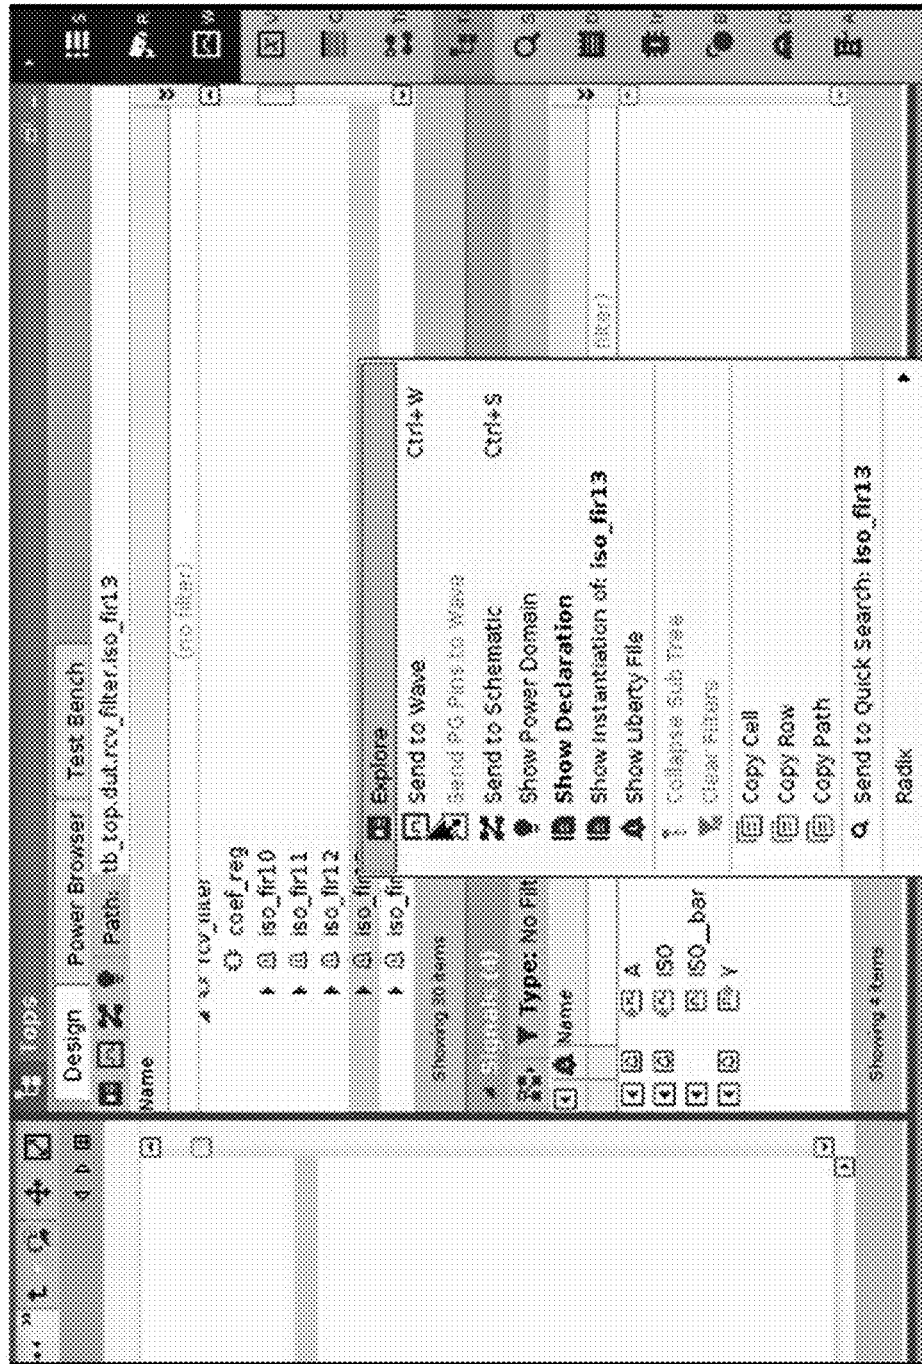 Design Power Browser Test Bench
Path: tb_top.dut.rcv_filter.iso_fir13
Name
(no filter)
rcv_filter
coef_reg
iso_fir10
iso_fir11
iso_fir12
Showing 30 items
Type: No Filt
Name
filter)
A
ISO
ISO__bar
Y
Showing 4 items
Explore
Send to Wave Ctrl+W
Send PG Pins to Wave
Send to Schematic Ctrl+S
Show Power Domain
Show Declaration
Show Instantiation of: iso_fir13
Show Liberty File
Collapse Sub Tree
Clear Filters
Copy Cell
Copy Row
Copy Path
Send to Quick Search: iso_fir13
Radix